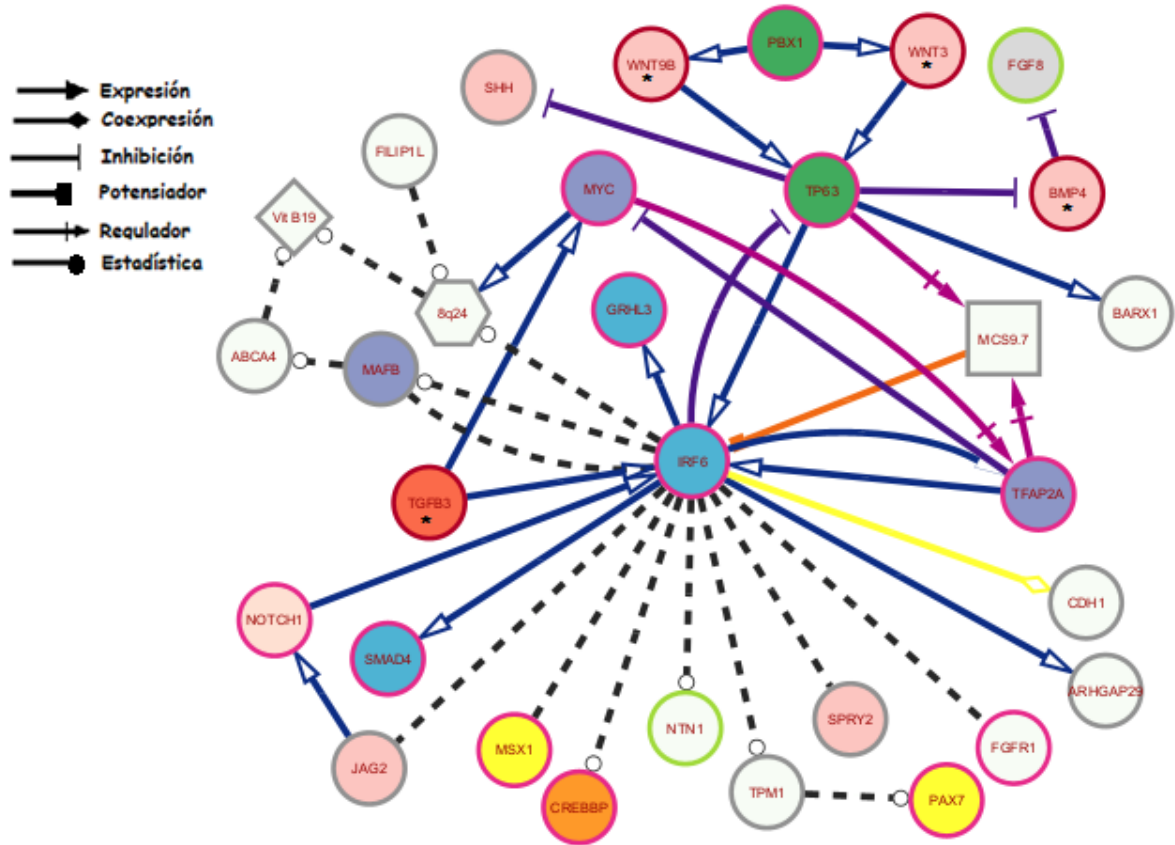 Expresión
Coexpresión
Inhibición
Potensiador
Requlador
Estadística
PBX1
WNT9B
*
WNT3
*
FGF8
SHH
FILIP1L
MYC
TP63
BMP4
*
Vit B19
8q24
GRHL3
BARX1
MCS9.7
ABCA4
MAFB
IRF6
TGFB3
*
TFAP2A
CDH1
NOTCH1
SMAD4
ARHGAP29
SPRY2
NTN1
MSX1
FGFR1
JAG2
TPM1
PAX7
CREBBP